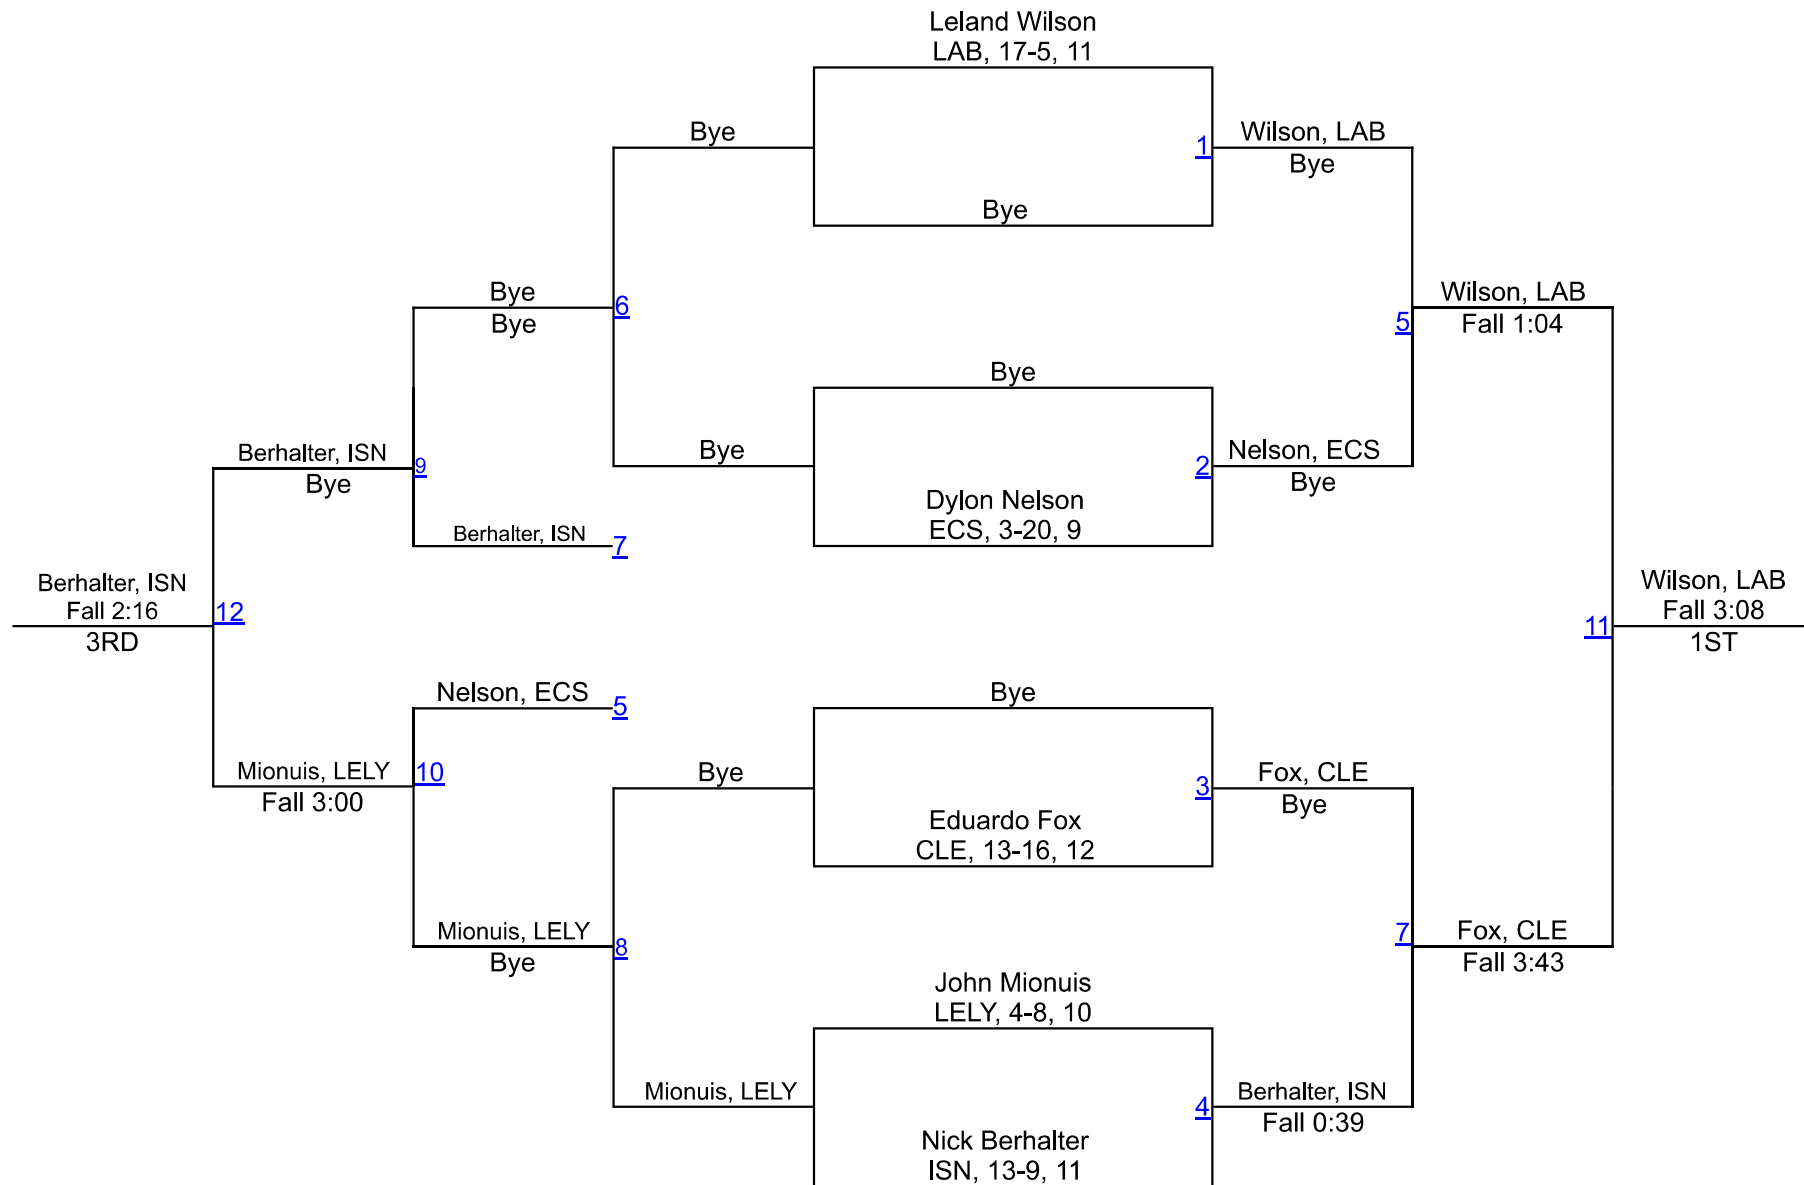 Leland Wilson
LAB, 17-5, 11
Bye
1
Wilson, LAB
Bye
Bye
Bye
Bye
6
5
Wilson, LAB
Fall 1:04
Bye
Berhalter, ISN
Bye
9
Bye
2
Nelson, ECS
Bye
Dylon Nelson
ECS, 3-20, 9
Berhalter, ISN
7
Berhalter, ISN
Fall 2:16
3RD
12
11
Wilson, LAB
Fall 3:08
1ST
Nelson, ECS
5
Bye
Mionuis, LELY
Fall 3:00
10
Bye
3
Fox, CLE
Bye
Eduardo Fox
CLE, 13-16, 12
Mionuis, LELY
Bye
8
7
Fox, CLE
Fall 3:43
John Mionuis
LELY, 4-8, 10
Mionuis, LELY
4
Berhalter, ISN
Fall 0:39
Nick Berhalter
ISN, 13-9, 11